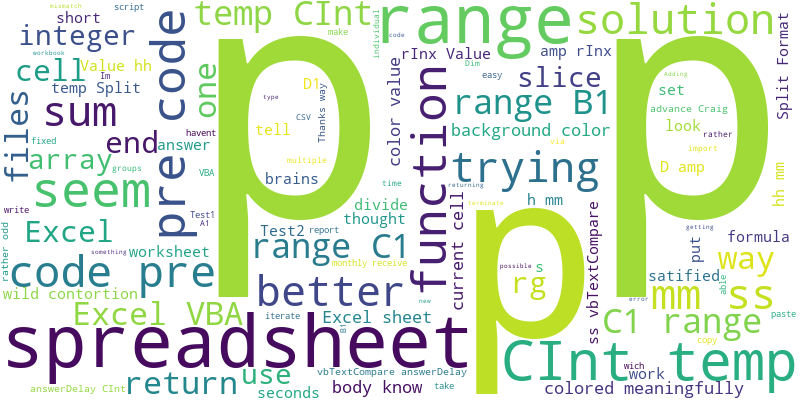 mismatch
script
short
make
temp CInt
range
solution
individual
code
integer
workbook
Im
pre code
rInx Value
amp rInx
Split Format
cell
Value hh
temp Split
one
D1
color value
Dim
easy
slice
Adding
set
sum
files
type
Thanks way
CSV
tell
function
range B1
advance Craig
background color
look
rather
end
fixed
havent
answer
array
VBA
groups
multiple
brains
trying
via
import
D amp
hh mm
p
p
p
seem
time
returning
h mm
write
Test1
A1
divide
thought
terminate
Excel
Test2
report
range C1
current cell
ss vbTextCompare
put
getting
formula
rather odd
something
worksheet
possible
s
way
code pre
monthly receive
rg
able
satified
wild contortion
better
new
mm ss
Excel VBA
iterate
B1
Excel sheet
error
C1 range
paste
copy
spreadsheet
CInt temp
wich
work
return
use
vbTextCompare answerDelay
answerDelay CInt
seconds
body know
take
colored meaningfully